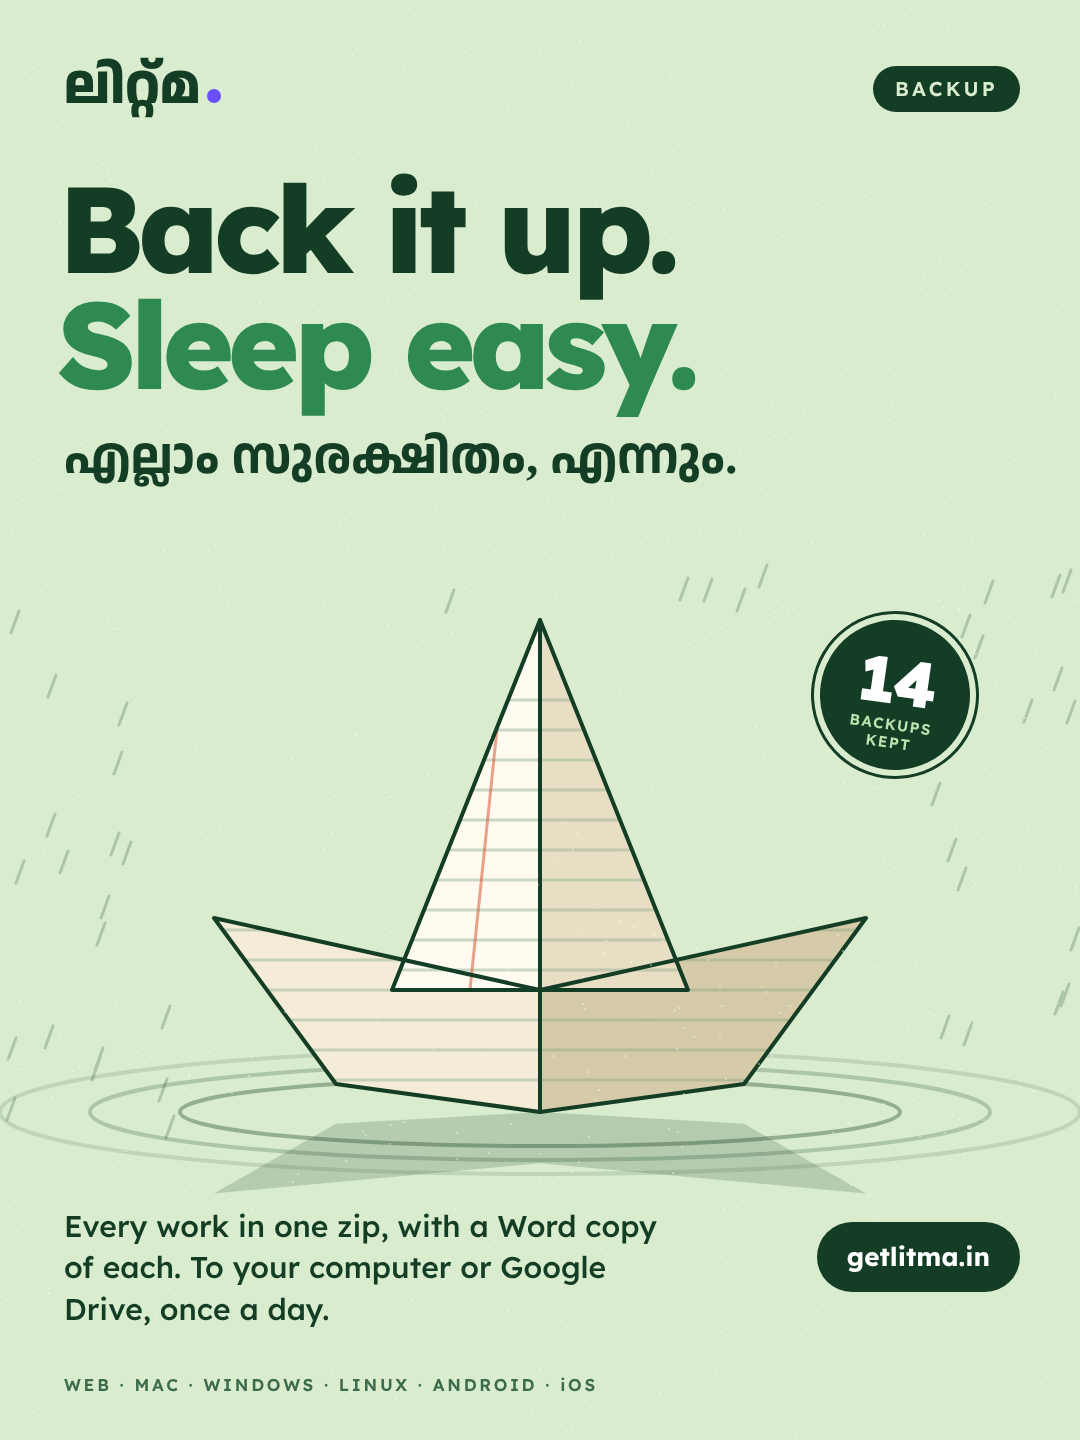 ലിറ്റ്മ.
BACKUP
Back it up.
Sleep easy.
എല്ലാം സുരക്ഷിതം, എന്നും.
14
BACKUPS
KEPT
Every work in one zip, with a Word copy
of each. To your computer or Google
Drive, once a day.
getlitma.in
WEB · MAC · WINDOWS · LINUX · ANDROID · iOS